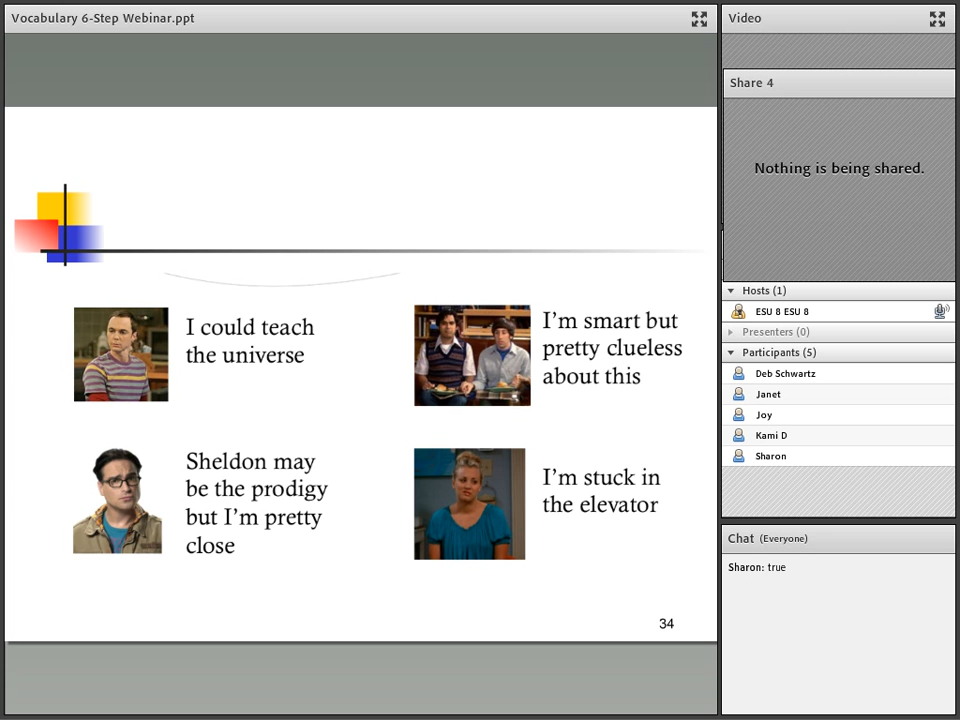 Vocabulary 6-Step Webinar.ppt
I could teach
the universe
I'm smart but
pretty clueless
about this
Sheldon may
be the prodigy
but I'm pretty
close
I'm stuck in
the elevator
34
Video
Share 4
Nothing is being shared.
Hosts (1)
ESU 8 ESU 8
Presenters (0)
Participants (5)
Deb Schwartz
Janet
Joy
Kami D
Sharon
Chat (Everyone)
Sharon: true